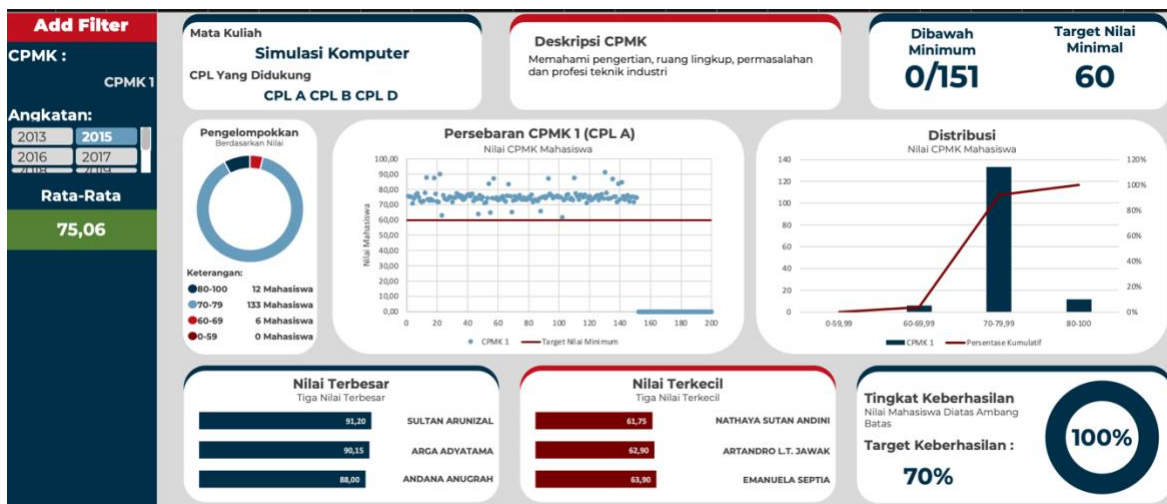 Add Filter
CPMK :
CPMK 1
Angkatan:
2013 2015
2016 2017
2018 2019
Rata-Rata
75,06
Mata Kuliah
Simulasi Komputer
CPL Yang Didukung
CPL A CPL B CPL D
Deskripsi CPMK
Memahami pengertian, ruang lingkup, permasalahan
dan profesi teknik industri
Dibawah
Minimum
0/151
Target Nilai
Minimal
60
Pengelompokkan
Berdasarkan Nilai
Keterangan:
80-100 12 Mahasiswa
70-79 133 Mahasiswa
60-69 6 Mahasiswa
0-59 0 Mahasiswa
Persebaran CPMK 1 (CPL A)
Nilai CPMK Mahasiswa
Nilai Mahasiswa
100,00
90,00
80,00
70,00
60,00
50,00
40,00
30,00
20,00
10,00
0,00
0 20 40 60 80 100 120 140 160 180 200
CPMK 1 Target Nilai Minimum
Distribusi
Nilai CPMK Mahasiswa
140
120
100
80
60
40
20
0
120%
100%
80%
60%
40%
20%
0%
0-59,99 60-69,99 70-79,99 80-100
CPMK 1 Persentase Kumulatif
Nilai Terbesar
Tiga Nilai Terbesar
91,20 SULTAN ARUNIZAL
90,15 ARGA ADYATAMA
88,00 ANDANA ANUGRAH
Nilai Terkecil
Tiga Nilai Terkecil
61,75 NATHAYA SUTAN ANDINI
62,90 ARTANDRO L.T. JAWAK
63,90 EMANUELA SEPTIA
Tingkat Keberhasilan
Nilai Mahasiswa Diatas Ambang
Batas
Target Keberhasilan :
70%
100%